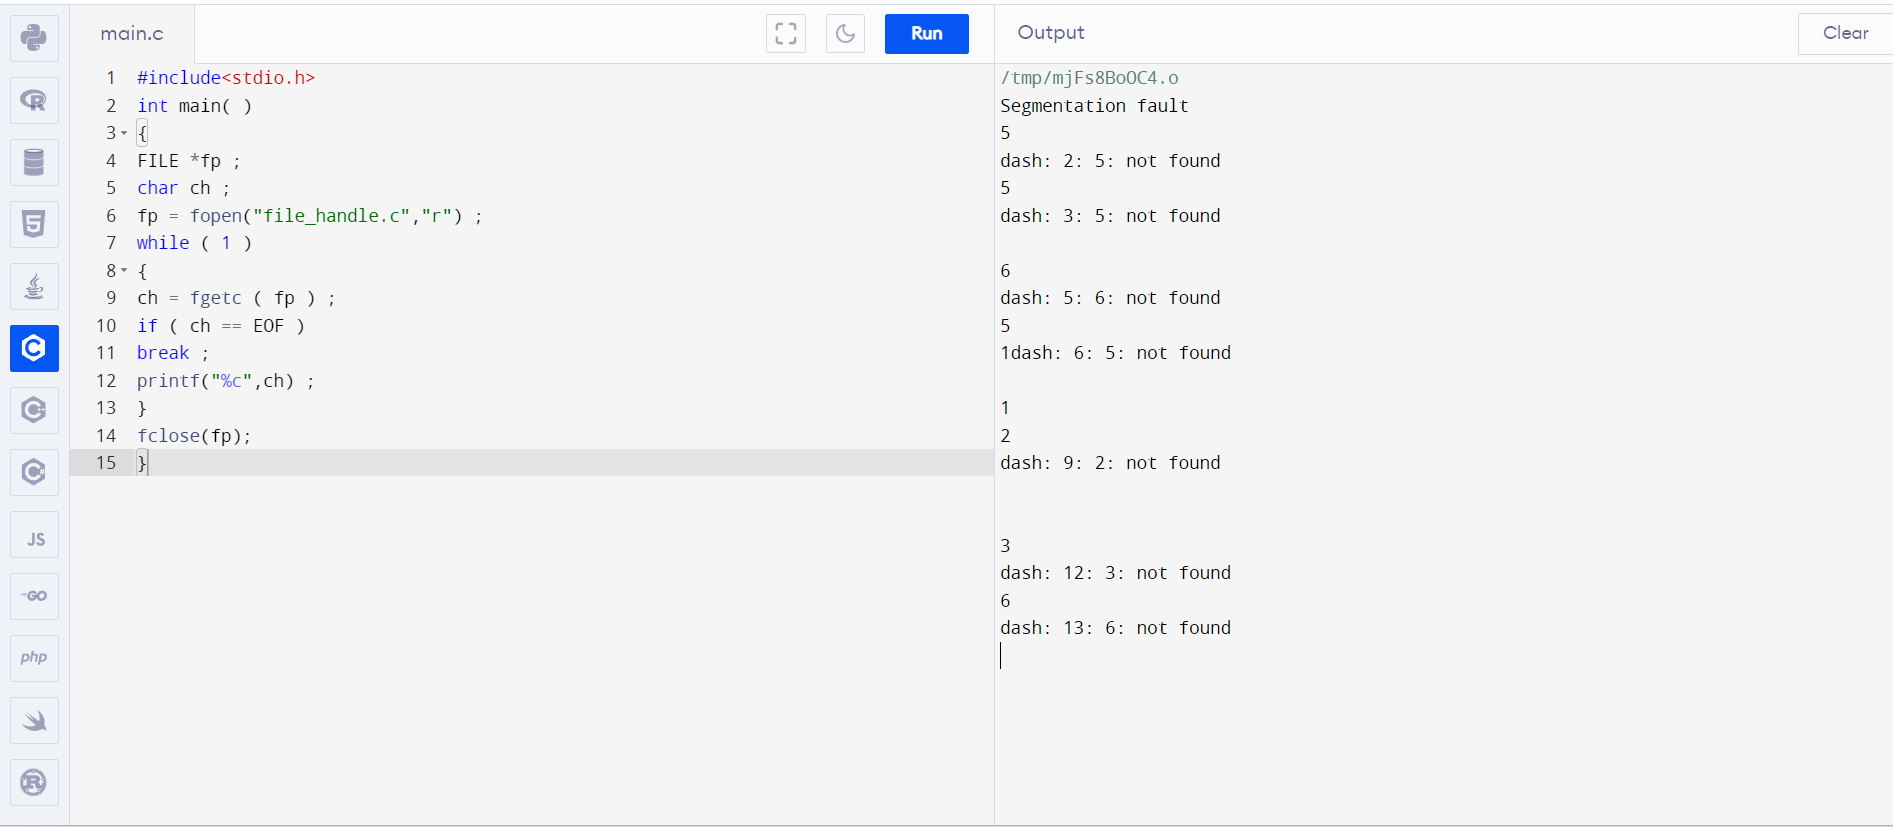 main.c
Run
Output
Clear
1 #include<stdio.h>
2 int main( )
3 {
4 FILE *fp ;
5 char ch ;
6 fp = fopen("file_handle.c","r") ;
7 while ( 1 )
8 {
9 ch = fgetc ( fp ) ;
10 if ( ch == EOF )
11 break ;
12 printf("%c",ch) ;
13 }
14 fclose(fp);
15 }
/tmp/mjFs8BoOC4.o
Segmentation fault
5
dash: 2: 5: not found
5
dash: 3: 5: not found
6
dash: 5: 6: not found
5
1dash: 6: 5: not found
1
2
dash: 9: 2: not found
3
dash: 12: 3: not found
6
dash: 13: 6: not found
R
5
C
C
C#
JS
GO
php
R